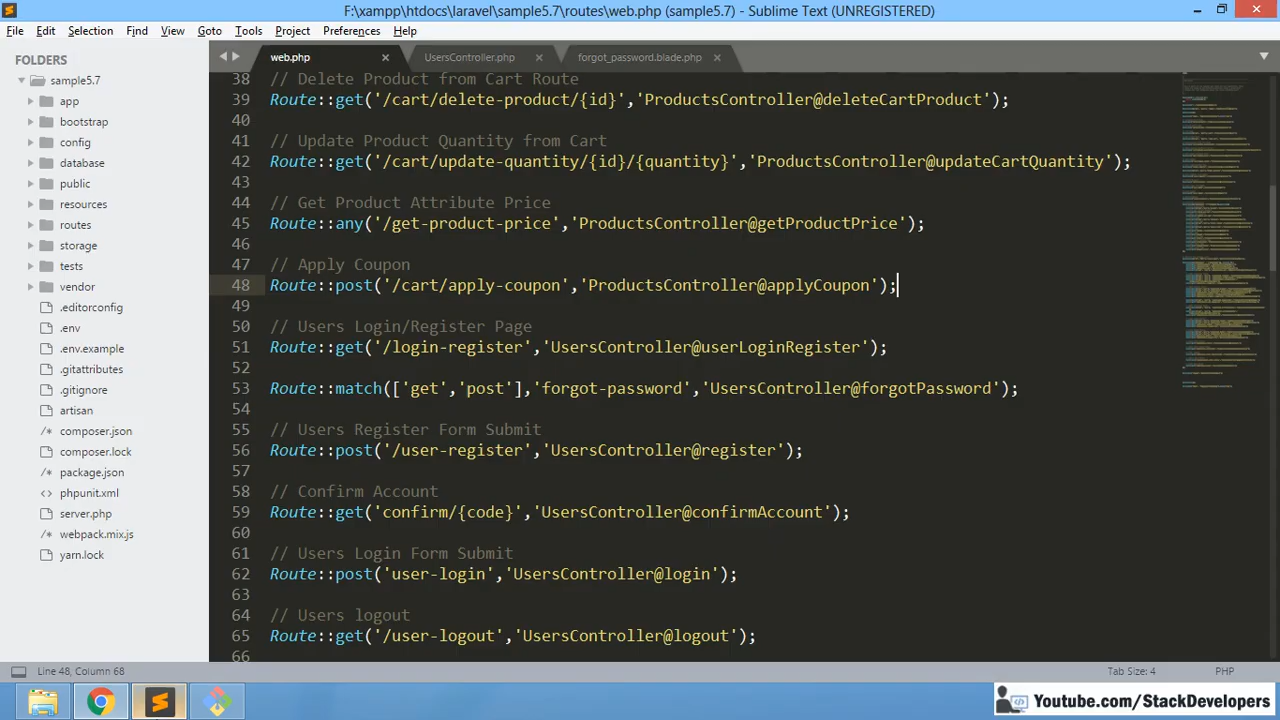 F:\xampp\htdocs\laravel\sample5.7\routes\web.php (sample5.7) - Sublime Text (UNREGISTERED)
File Edit Selection Find View Goto Tools Project Preferences Help
FOLDERS
sample5.7
app
bootstrap
config
database
public
resources
routes
storage
tests
vendor
.editorconfig
.env
.env.example
.gitattributes
.gitignore
artisan
composer.json
composer.lock
package.json
phpunit.xml
server.php
webpack.mix.js
yarn.lock
web.php UsersController.php forgot_password.blade.php
38 // Delete Product from Cart Route
39 Route::get('/cart/delete-product/{id}','ProductsController@deleteCartProduct');
40
41 // Update Product Quantity from Cart
42 Route::get('/cart/update-quantity/{id}/{quantity}','ProductsController@updateCartQuantity');
43
44 // Get Product Attribute Price
45 Route::any('/get-product-price','ProductsController@getProductPrice');
46
47 // Apply Coupon
48 Route::post('/cart/apply-coupon','ProductsController@applyCoupon');
49
50 // Users Login/Register Page
51 Route::get('/login-register','UsersController@userLoginRegister');
52
53 Route::match(['get','post'],'forgot-password','UsersController@forgotPassword');
54
55 // Users Register Form Submit
56 Route::post('/user-register','UsersController@register');
57
58 // Confirm Account
59 Route::get('confirm/{code}','UsersController@confirmAccount');
60
61 // Users Login Form Submit
62 Route::post('user-login','UsersController@login');
63
64 // Users logout
65 Route::get('/user-logout','UsersController@logout');
66
Line 48, Column 68 Tab Size: 4 PHP
Youtube.com/StackDevelopers